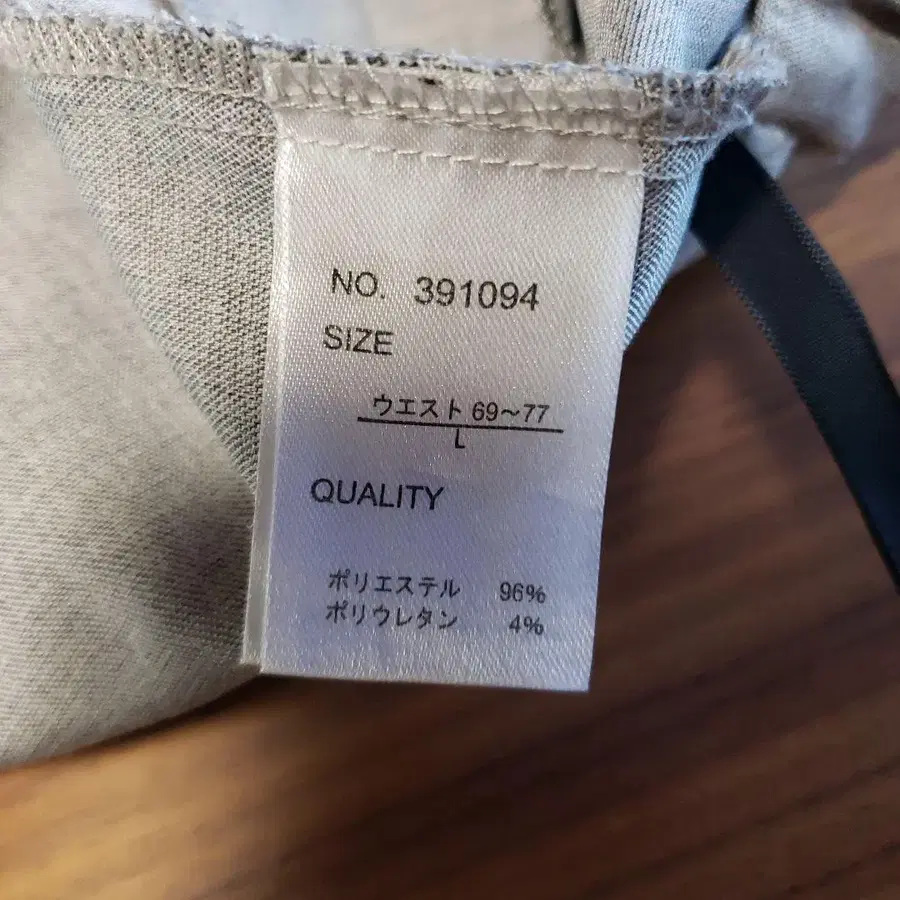 NO. 391094
SIZE
ウエスト 69〜77
L
QUALITY
ポリエステル 96%
ポリウレタン 4%